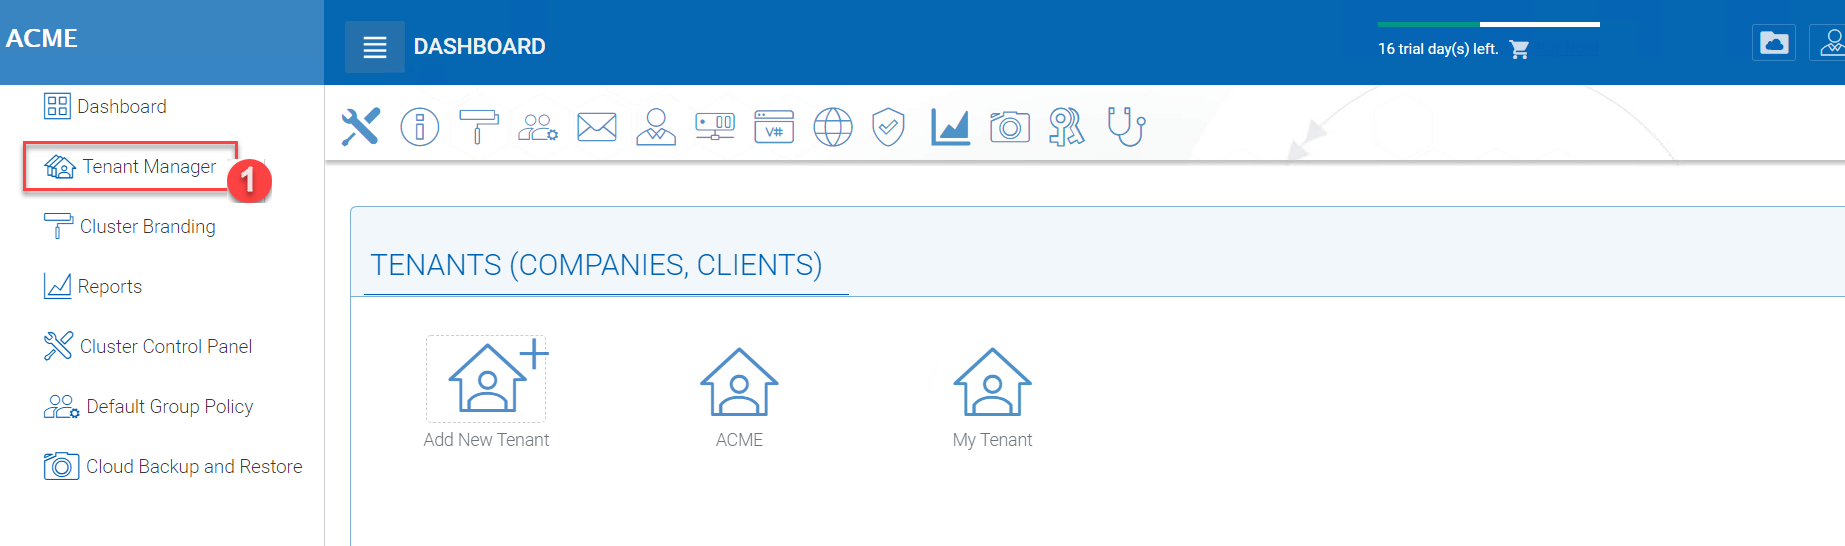 ACME
DASHBOARD
16 trial day(s) left.
Dashboard
Tenant Manager
1
Cluster Branding
Reports
Cluster Control Panel
Default Group Policy
Cloud Backup and Restore
V#
TENANTS (COMPANIES, CLIENTS)
Add New Tenant
ACME
My Tenant